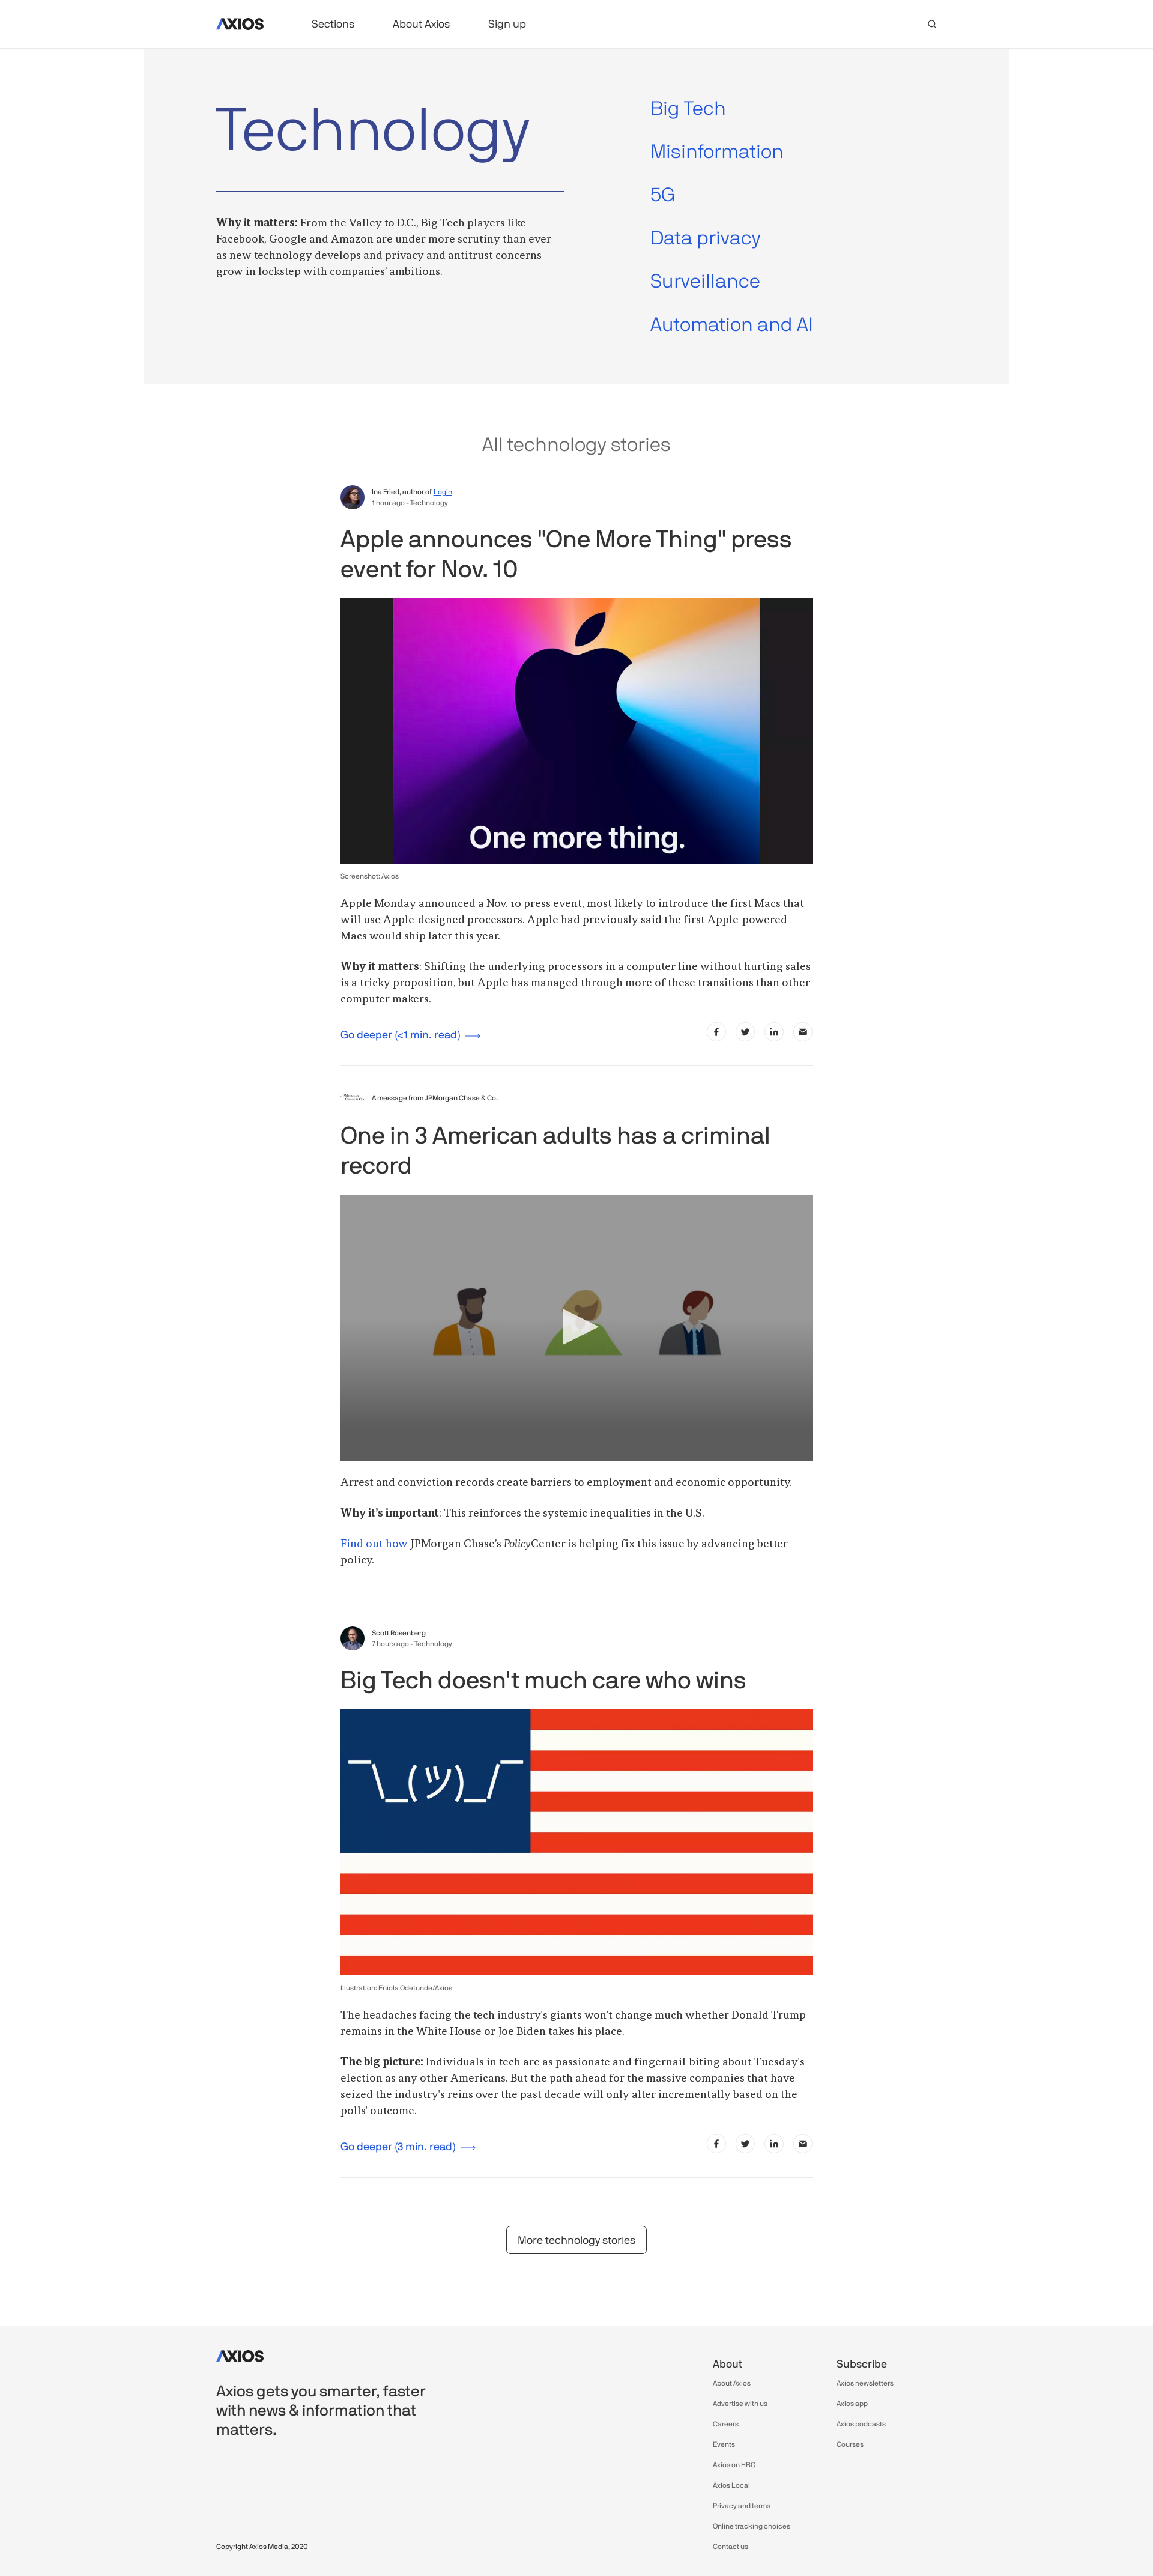 AXIOS
Sections
About Axios
Sign up
Technology
Why it matters: From the Valley to D.C., Big Tech players like
Facebook, Google and Amazon are under more scrutiny than ever
as new technology develops and privacy and antitrust concerns
grow in lockstep with companies' ambitions.
Big Tech
Misinformation
5G
Data privacy
Surveillance
Automation and AI
All technology stories
Ina Fried, author of Login
1 hour ago - Technology
Apple announces "One More Thing" press
event for Nov. 10
One more thing.
Screenshot: Axios
Apple Monday announced a Nov. 10 press event, most likely to introduce the first Macs that
will use Apple-designed processors. Apple had previously said the first Apple-powered
Macs would ship later this year.
Why it matters: Shifting the underlying processors in a computer line without hurting sales
is a tricky proposition, but Apple has managed through more of these transitions than other
computer makers.
Go deeper (<1 min. read)
JPMorgan
Chase & Co.
A message from JPMorgan Chase & Co.
One in 3 American adults has a criminal
record
Arrest and conviction records create barriers to employment and economic opportunity.
Why it's important: This reinforces the systemic inequalities in the U.S.
Find out how JPMorgan Chase's PolicyCenter is helping fix this issue by advancing better
policy.
Scott Rosenberg
7 hours ago - Technology
Big Tech doesn't much care who wins
¯\_(ツ)_/¯
Illustration: Eniola Odetunde/Axios
The headaches facing the tech industry's giants won't change much whether Donald Trump
remains in the White House or Joe Biden takes his place.
The big picture: Individuals in tech are as passionate and fingernail-biting about Tuesday's
election as any other Americans. But the path ahead for the massive companies that have
seized the industry's reins over the past decade will only alter incrementally based on the
polls' outcome.
Go deeper (3 min. read)
More technology stories
AXIOS
Axios gets you smarter, faster
with news & information that
matters.
Copyright Axios Media, 2020
About
About Axios
Advertise with us
Careers
Events
Axios on HBO
Axios Local
Privacy and terms
Online tracking choices
Contact us
Subscribe
Axios newsletters
Axios app
Axios podcasts
Courses